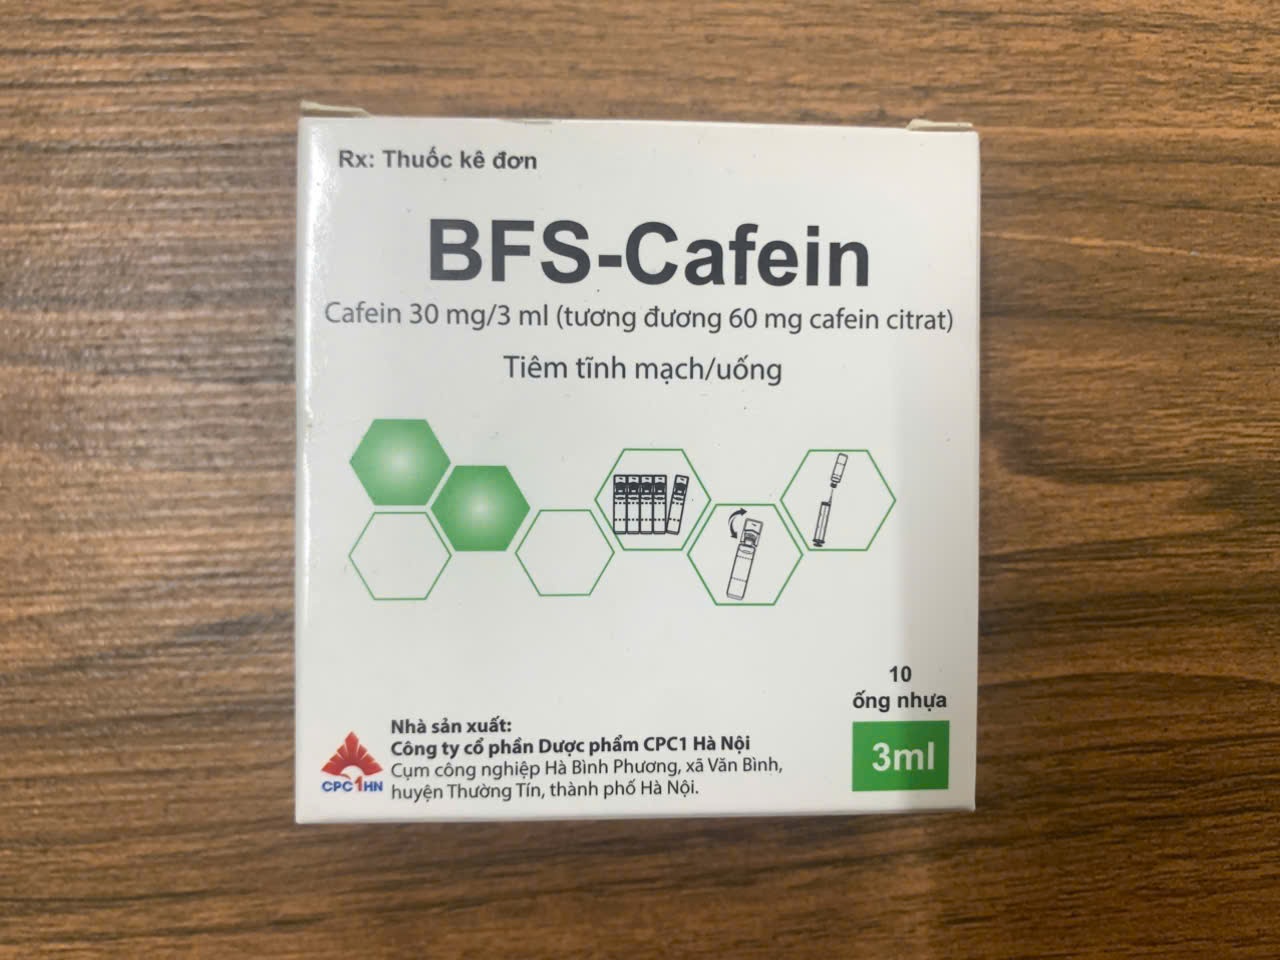 Rx: Thuốc kê đơn
BFS-Cafein
Cafein 30 mg/3 ml (tương đương 60 mg cafein citrat)
Tiêm tĩnh mạch/uống
10
ống nhựa
3ml
Nhà sản xuất:
Công ty cổ phần Dược phẩm CPC1 Hà Nội
Cụm công nghiệp Hà Bình Phương, xã Văn Bình,
huyện Thường Tín, thành phố Hà Nội.
CPC1HN